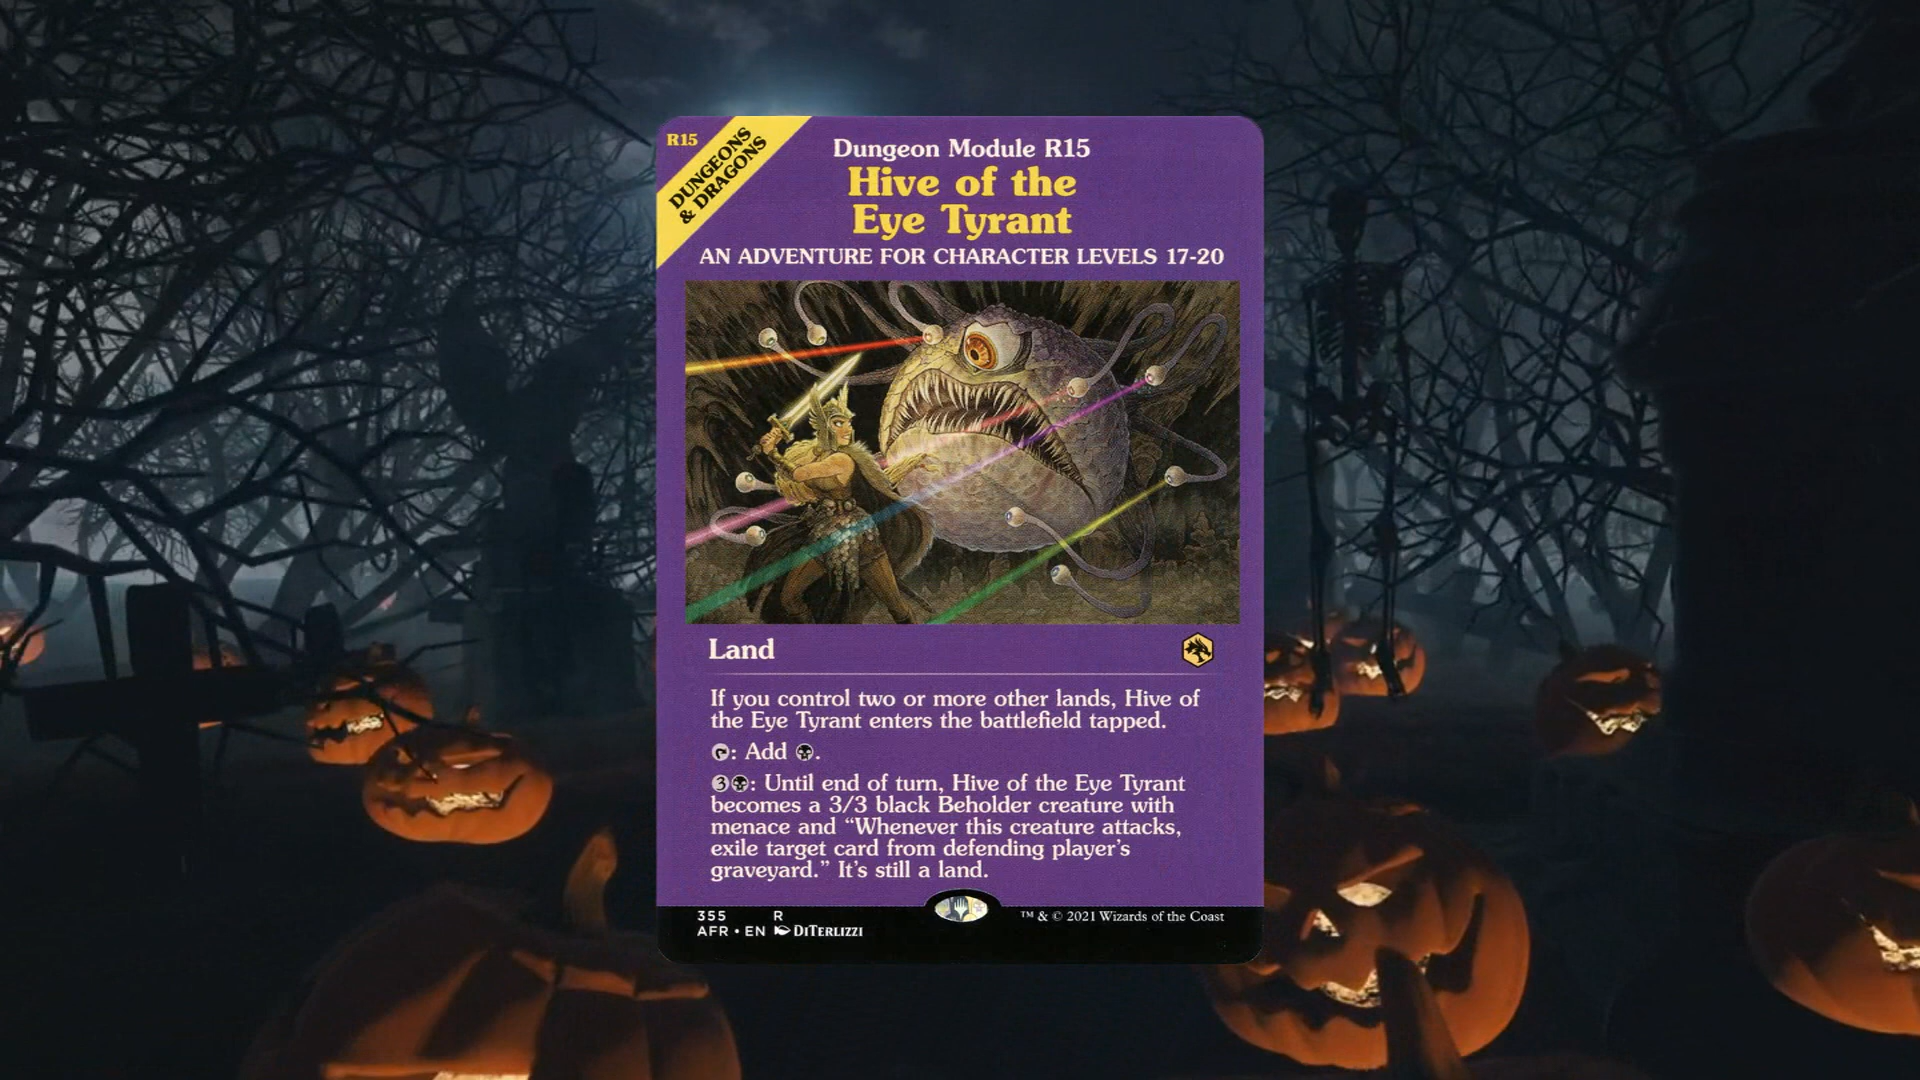 R15
DUNGEONS
& DRAGONS
Dungeon Module R15
Hive of the
Eye Tyrant
AN ADVENTURE FOR CHARACTER LEVELS 17-20
Land
If you control two or more other lands, Hive of
the Eye Tyrant enters the battlefield tapped.
: Add .
3: Until end of turn, Hive of the Eye Tyrant
becomes a 3/3 black Beholder creature with
menace and “Whenever this creature attacks,
exile target card from defending player’s
graveyard.” It’s still a land.
355 R
AFR • EN DiTerlizzi
™ & © 2021 Wizards of the Coast